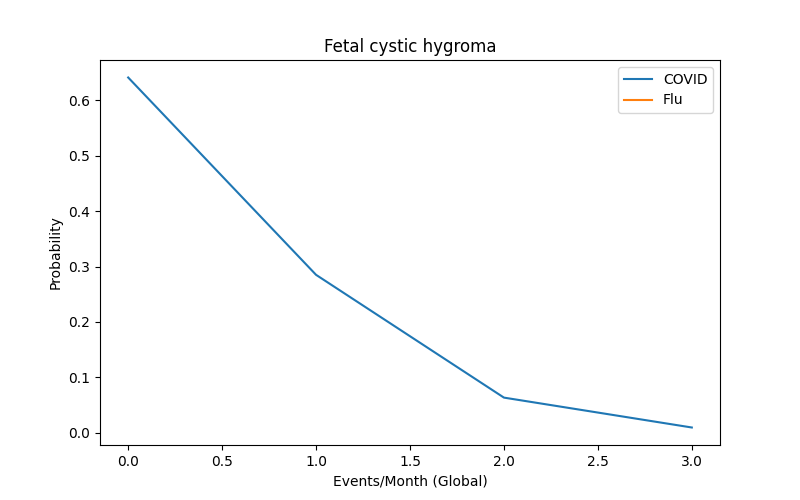 Fetal cystic hygroma
COVID
Flu
Probability
0.6
0.5
0.4
0.3
0.2
0.1
0.0
0.0 0.5 1.0 1.5 2.0 2.5 3.0
Events/Month (Global)